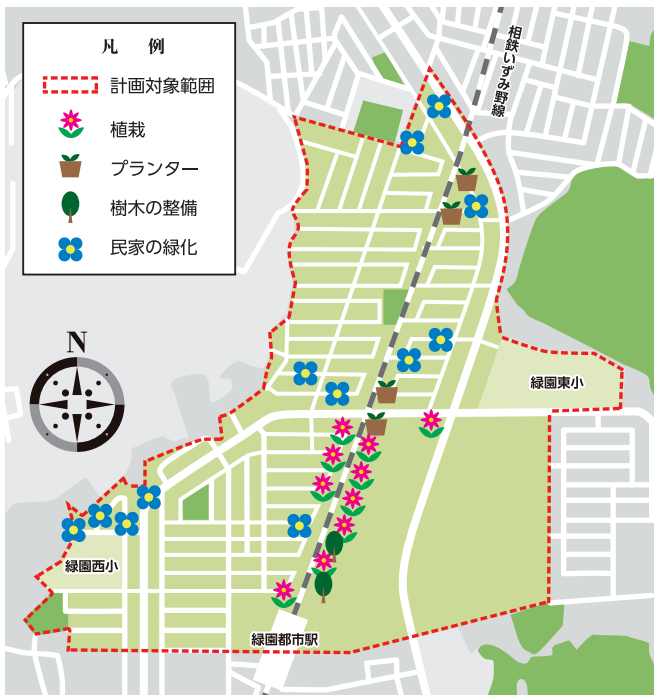 凡 例
計画対象範囲
植栽
プランター
樹木の整備
民家の緑化
相鉄いずみ野線
N
緑園東小
緑園西小
緑園都市駅